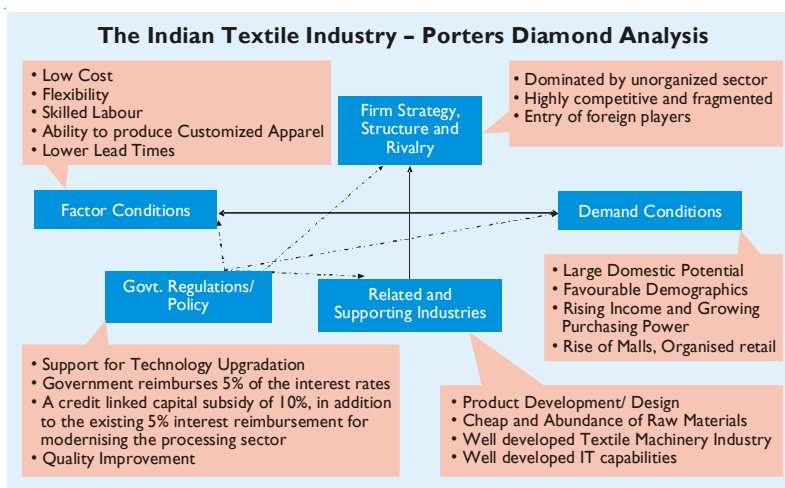 The Indian Textile Industry – Porters Diamond Analysis
• Low Cost
• Flexibility
• Skilled Labour
• Ability to produce Customized Apparel
• Lower Lead Times
Firm Strategy,
Structure and
Rivalry
• Dominated by unorganized sector
• Highly competitive and fragmented
• Entry of foreign players
Factor Conditions
Demand Conditions
Govt. Regulations/
Policy
Related and
Supporting Industries
• Large Domestic Potential
• Favourable Demographics
• Rising Income and Growing
Purchasing Power
• Rise of Malls, Organised retail
• Support for Technology Upgradation
• Government reimburses 5% of the interest rates
• A credit linked capital subsidy of 10%, in addition
to the existing 5% interest reimbursement for
modernising the processing sector
• Quality Improvement
• Product Development/ Design
• Cheap and Abundance of Raw Materials
• Well developed Textile Machinery Industry
• Well developed IT capabilities